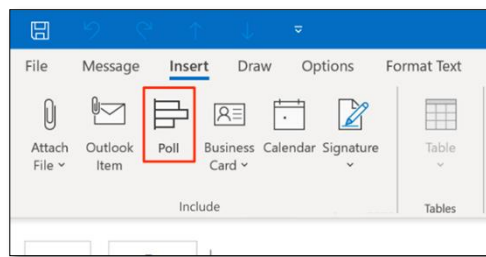 File Message Insert Draw Options Format Text
Attach Outlook Poll Business Calendar Signature Table
File Item Card
Include Tables